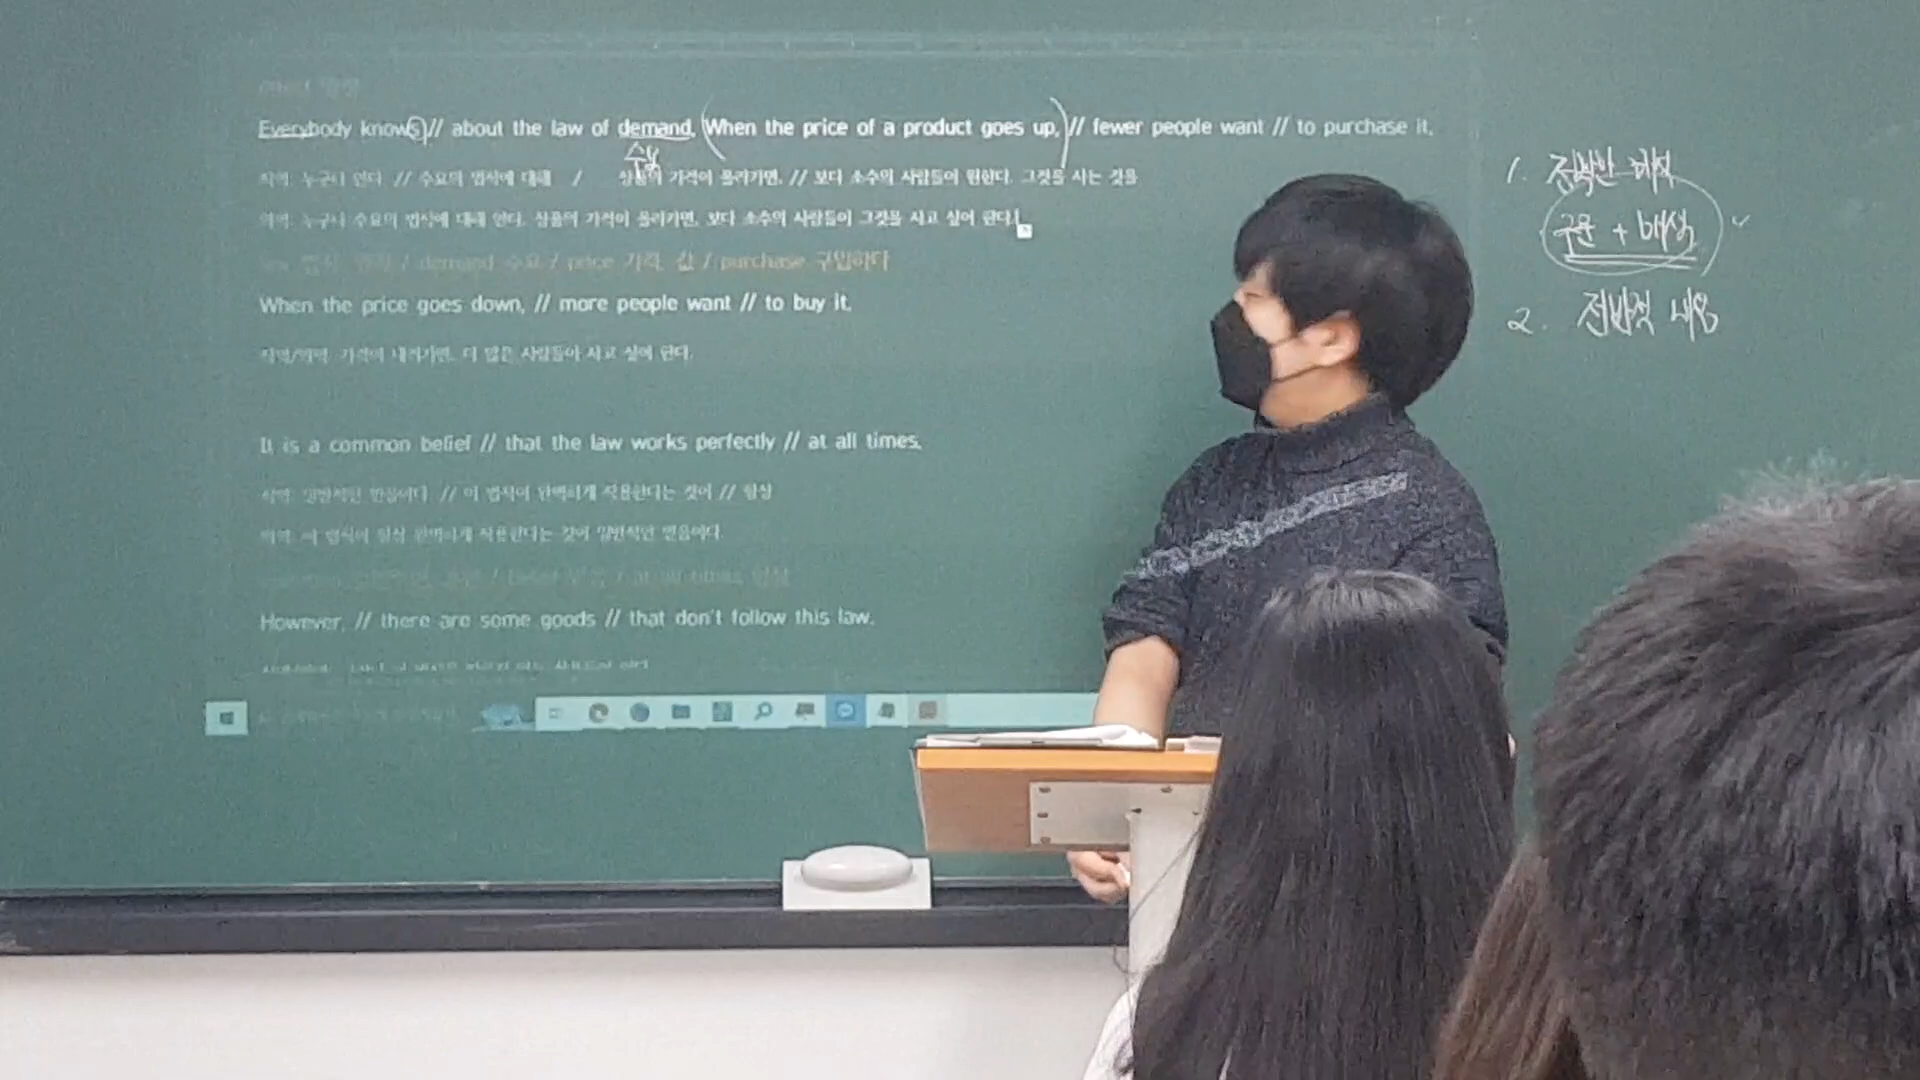 Everybody knows // about the law of demand. (When the price of a product goes up,) // fewer people want // to purchase it.
수요
직역: 누구나 안다. // 수요의 법칙에 대해 / 상품의 가격이 올라가면, // 보다 소수의 사람들이 원한다. 그것을 사는 것을
의역: 누구나 수요의 법칙에 대해 안다. 상품의 가격이 올라가면, 보다 소수의 사람들이 그것을 사고 싶어 한다.
law 법칙, / demand 수요 / price 가격, 값 / purchase 구입하다
When the price goes down, // more people want // to buy it.
직역/의역: 가격이 내려가면, 더 많은 사람들이 사고 싶어 한다.
It is a common belief // that the law works perfectly // at all times.
직역: 일반적인 믿음이다. // 이 법칙이 완벽하게 작용한다는 것이 // 항상
의역: 이 법칙이 항상 완벽하게 작용한다는 것이 일반적인 믿음이다.
However, // there are some goods // that don't follow this law.
1. 해석
구문 +
2. 전반적 내용